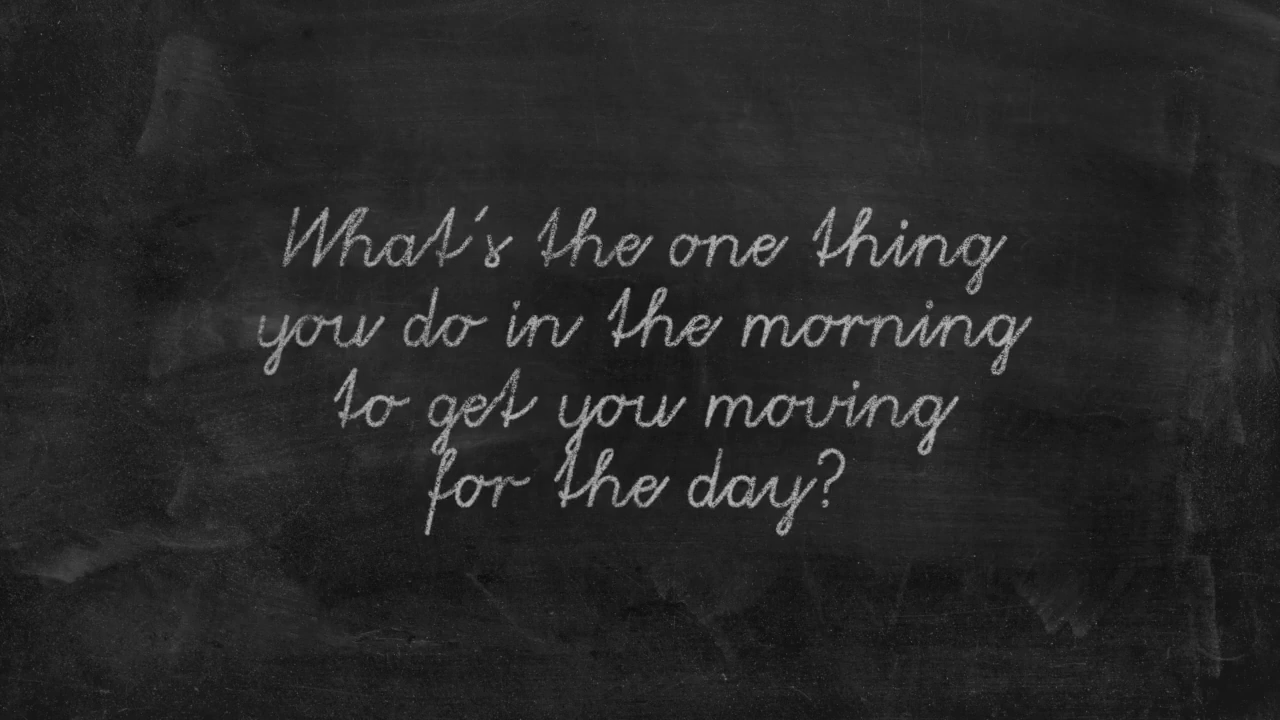 What's the one thing
you do in the morning
to get you moving
for the day?